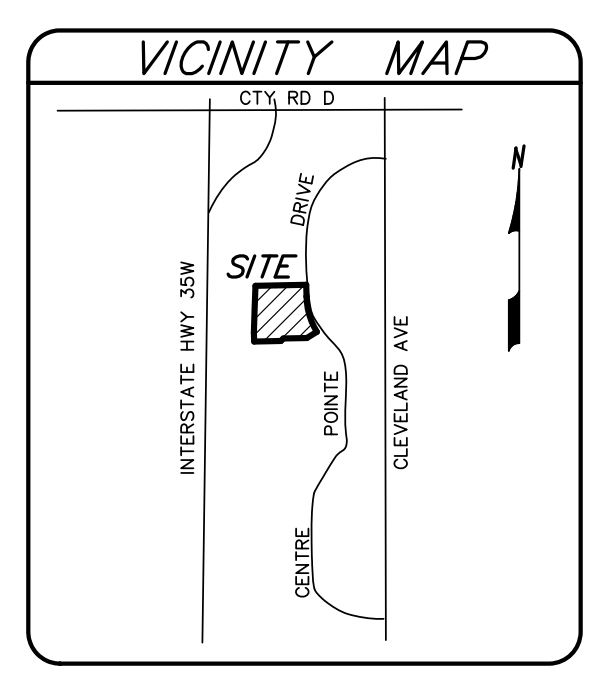 VICINITY MAP
CTY RD D
N
DRIVE
SITE
INTERSTATE HWY 35W
CLEVELAND AVE
POINTE
CENTRE